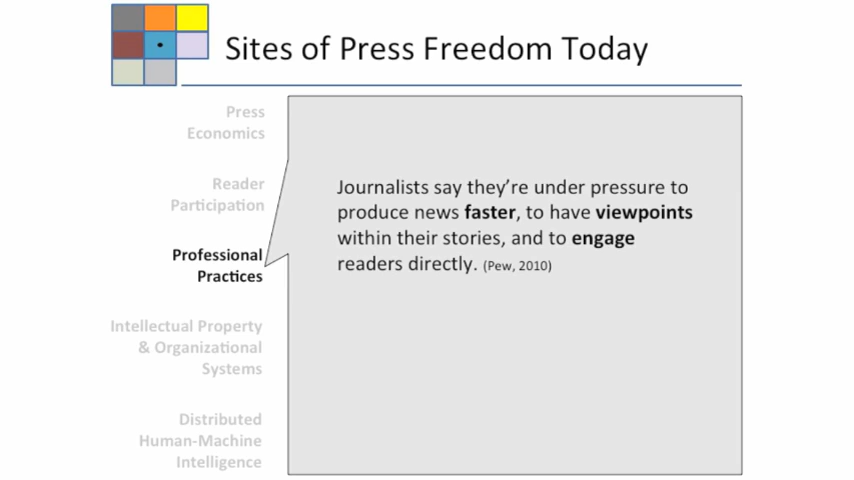 Sites of Press Freedom Today
Press
Economics
Reader
Participation
Professional
Practices
Intellectual Property
& Organizational
Systems
Distributed
Human-Machine
Intelligence
Journalists say they’re under pressure to
produce news faster, to have viewpoints
within their stories, and to engage
readers directly. (Pew, 2010)